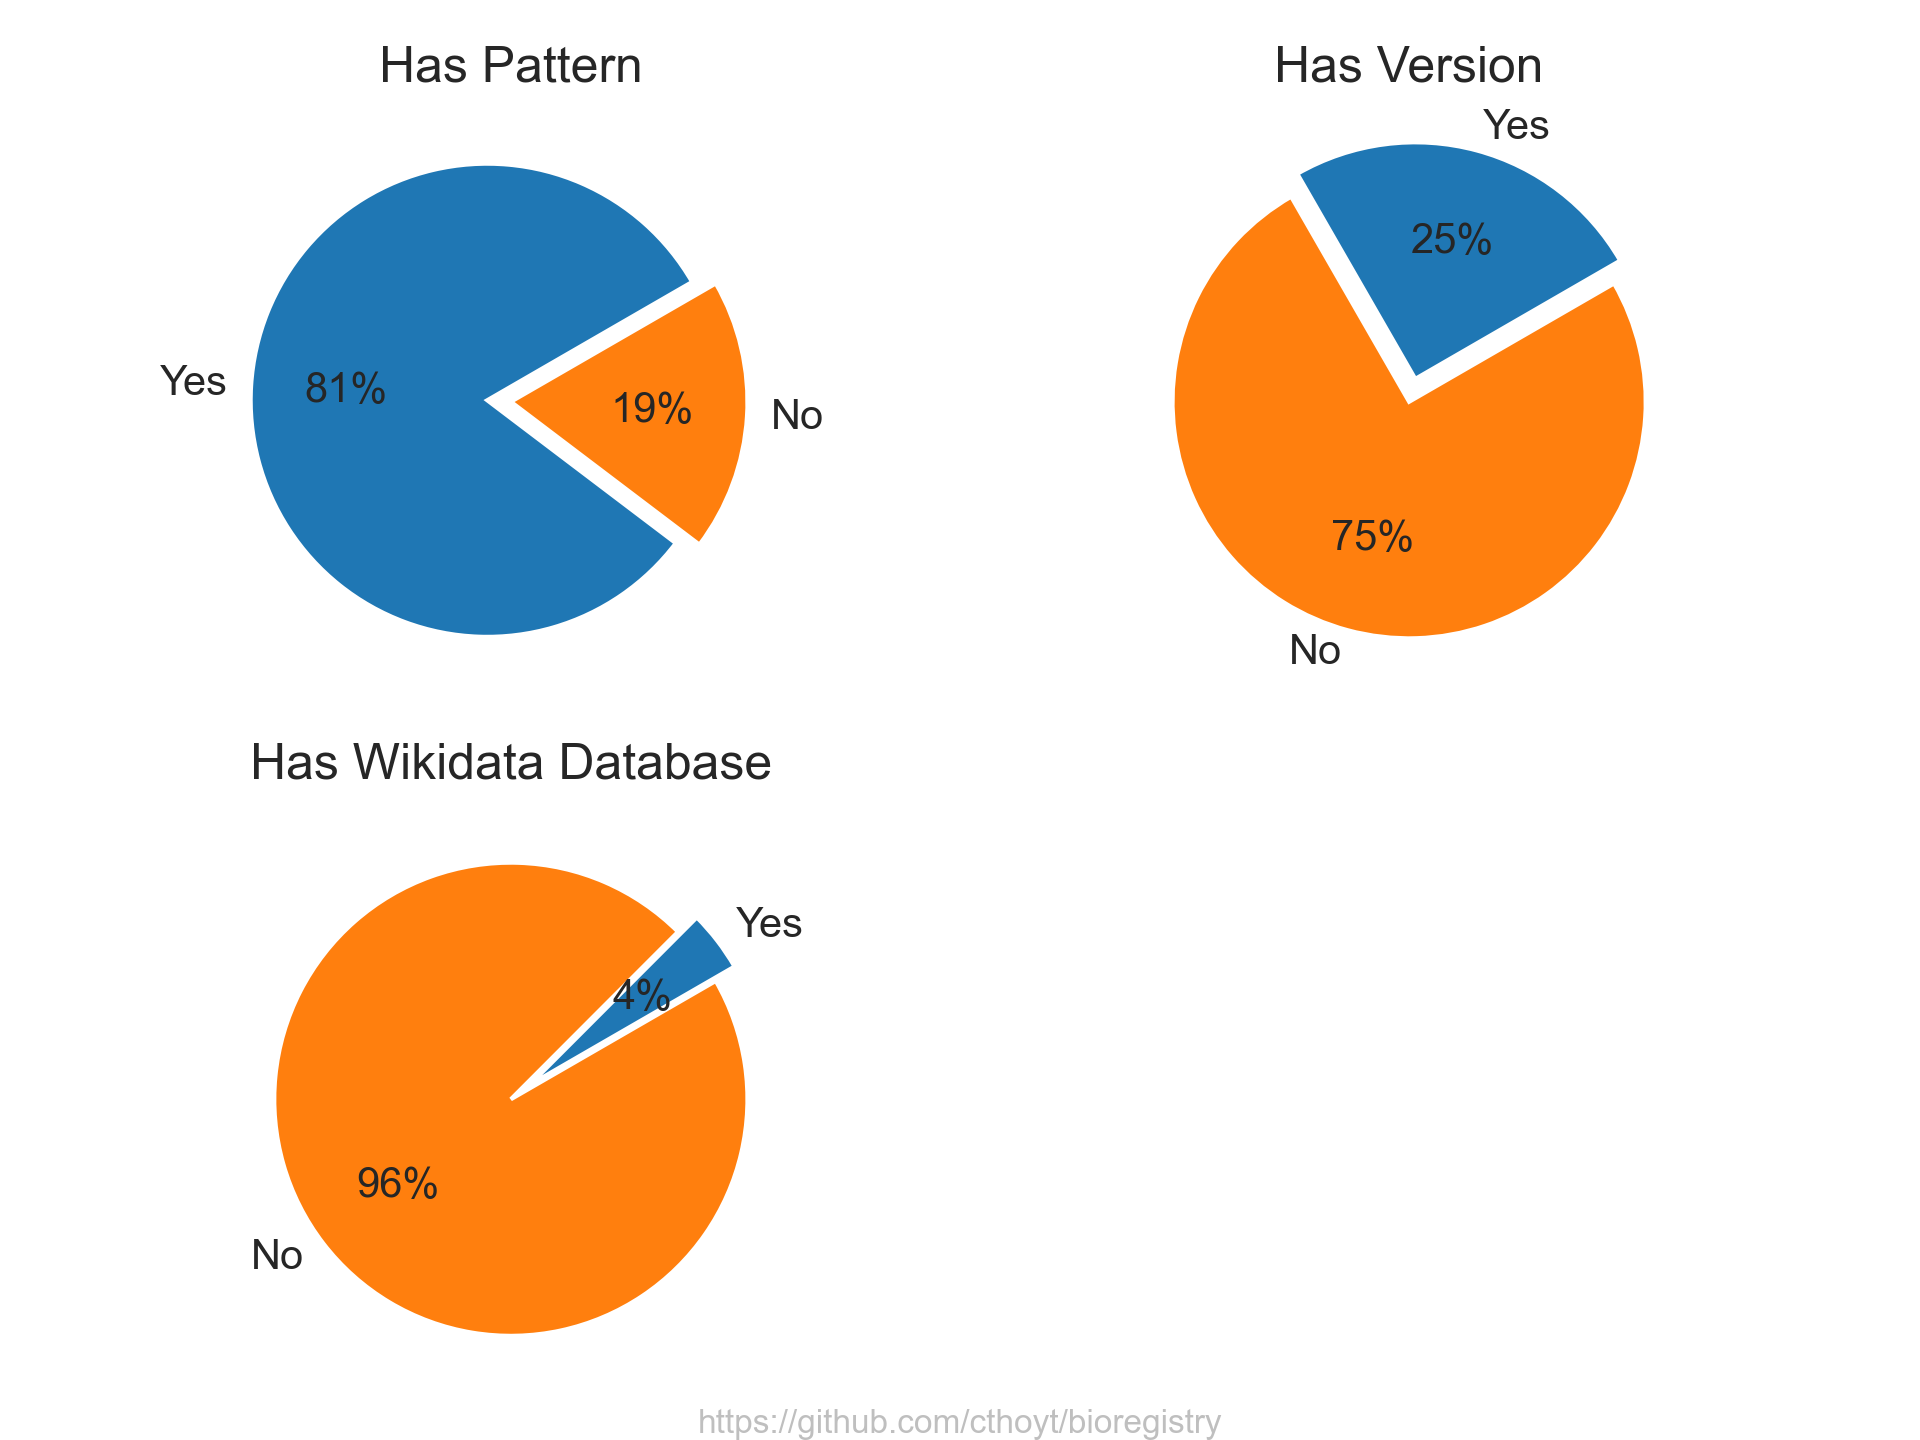 Has Pattern
Yes
81%
19%
No
Has Version
Yes
25%
75%
No
Has Wikidata Database
Yes
4%
96%
No
https://github.com/cthoyt/bioregistry